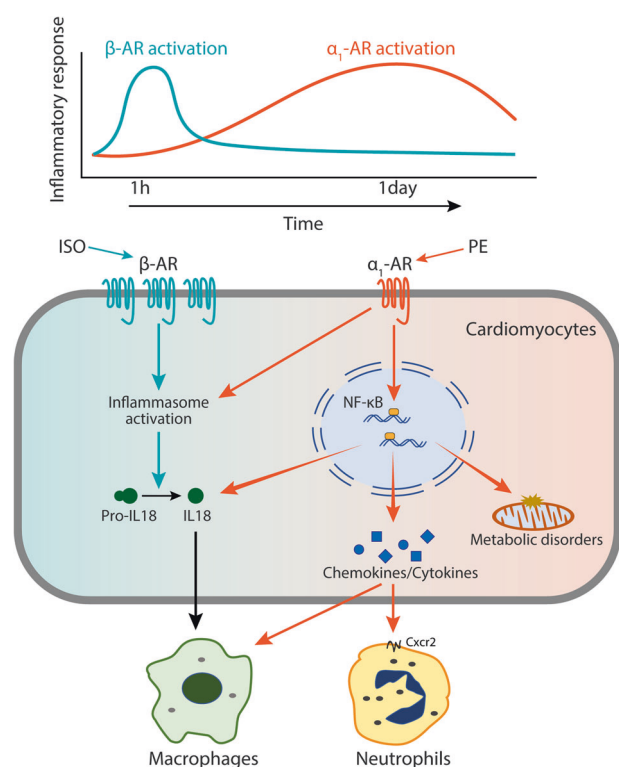 β-AR activation
α₁-AR activation
Inflammatory response
1h
1day
Time
ISO
β-AR
α₁-AR
PE
Cardiomyocytes
Inflammasome
activation
NF-κB
Pro-IL18
IL18
Metabolic disorders
Chemokines/Cytokines
Cxcr2
Macrophages
Neutrophils